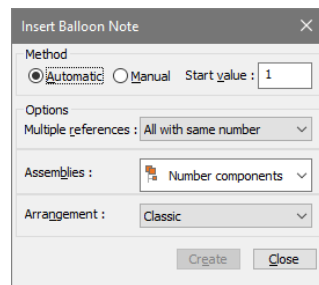 Insert Balloon Note
Method
Automatic Manual Start value : 1
Options
Multiple references : All with same number
Assemblies : Number components
Arrangement : Classic
Create Close